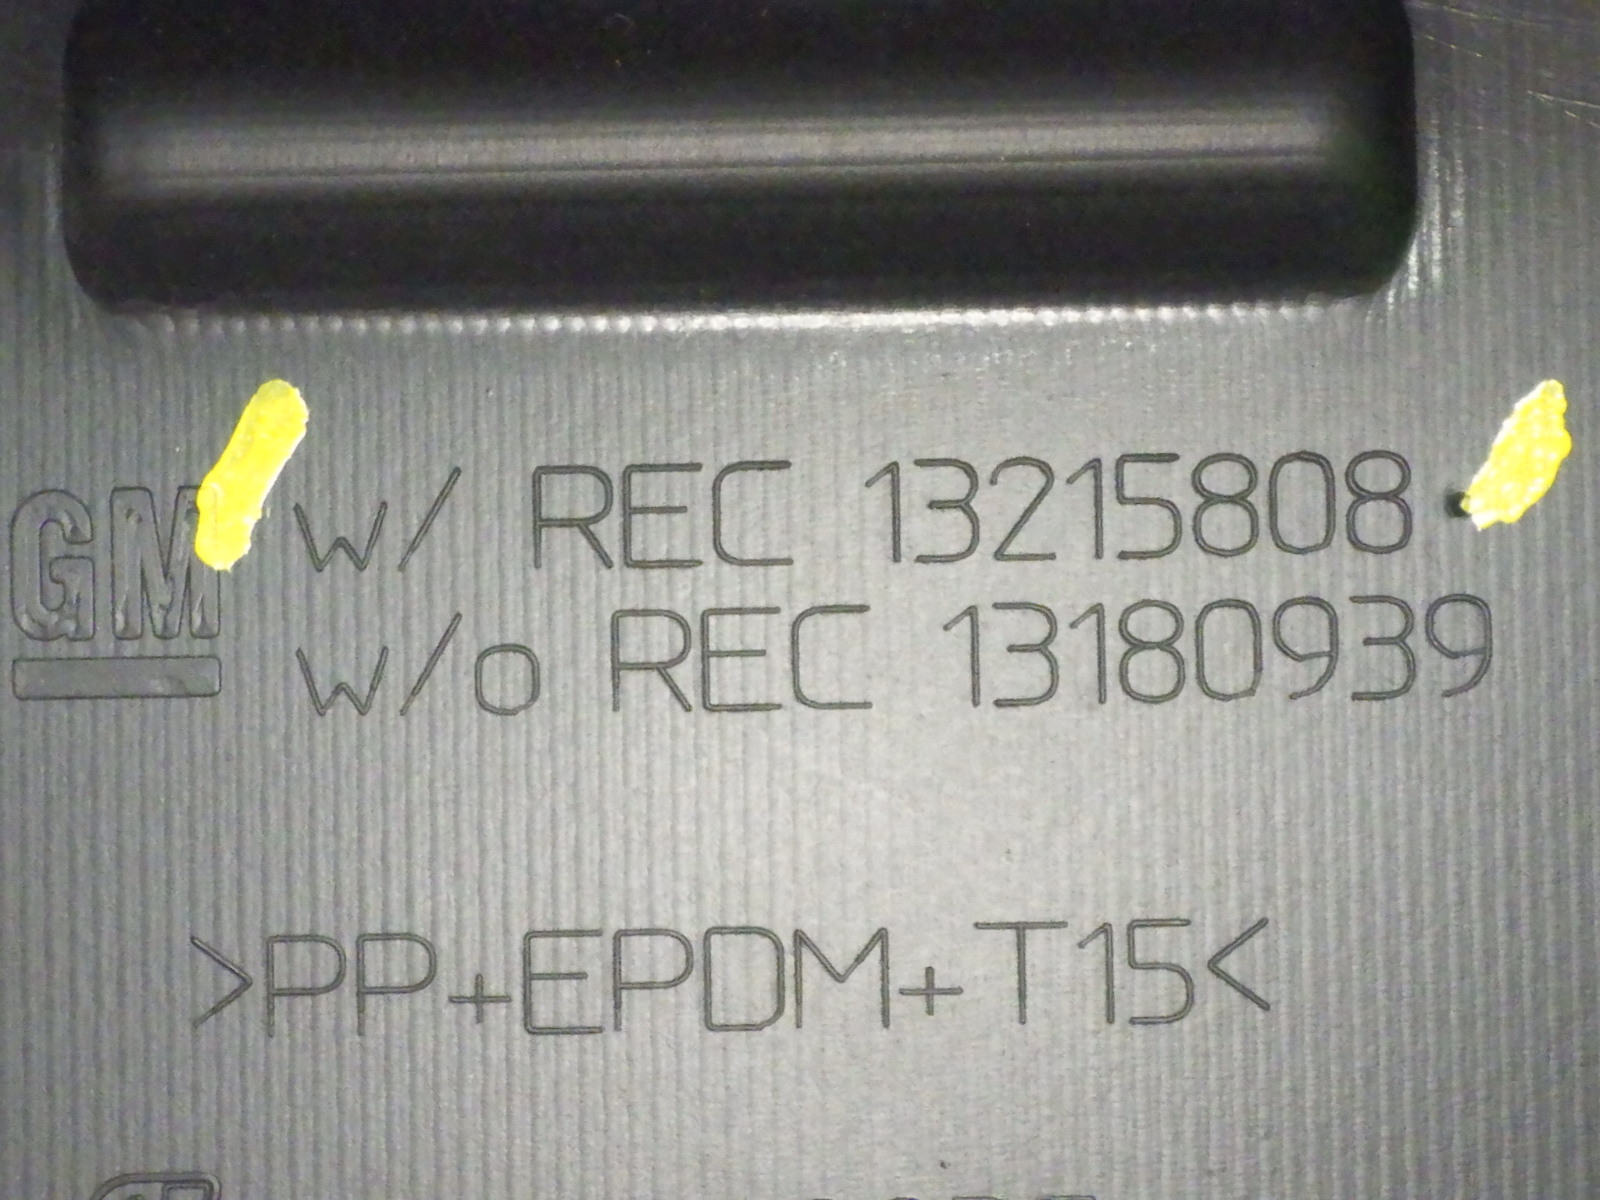 GM w/ REC 13215808
w/o REC 13180939
>PP+EPDM+T15<